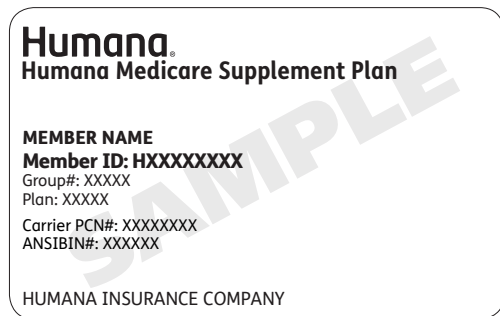 Humana®
Humana Medicare Supplement Plan
SAMPLE
MEMBER NAME
Member ID: HXXXXXXXX
Group#: XXXXX
Plan: XXXXX
Carrier PCN#: XXXXXXXX
ANSIBIN#: XXXXXX
HUMANA INSURANCE COMPANY